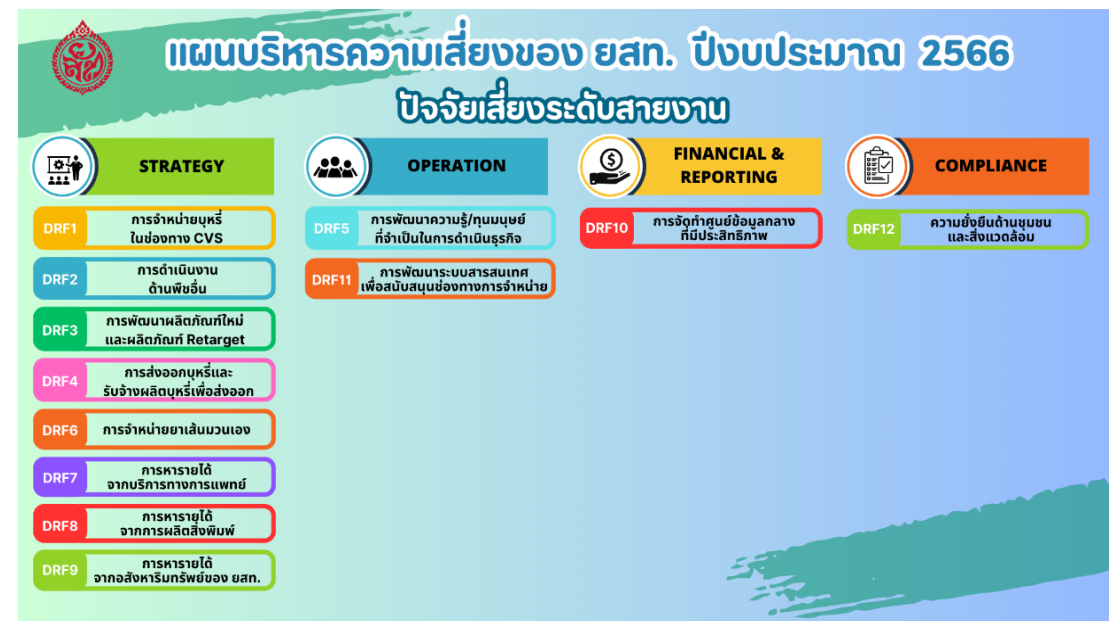 แผนบริหารความเสี่ยงของ ยสท. ปีงบประมาณ 2566
ปัจจัยเสี่ยงระดับสายงาน
STRATEGY
DRF1
การจำหน่ายบุหรี่
ในช่องทาง CVS
DRF2
การดำเนินงาน
ด้านพืชอื่น
DRF3
การพัฒนาผลิตภัณฑ์ใหม่
และผลิตภัณฑ์ Retarget
DRF4
การส่งออกบุหรี่และ
รับจ้างผลิตบุหรี่เพื่อส่งออก
DRF6
การจำหน่ายยาเส้นมวนเอง
DRF7
การหารายได้
จากบริการทางการแพทย์
DRF8
การหารายได้
จากการผลิตสิ่งพิมพ์
DRF9
การหารายได้
จากอสังหาริมทรัพย์ของ ยสท.
OPERATION
DRF5
การพัฒนาความรู้/ทุนมนุษย์
ที่จำเป็นในการดำเนินธุรกิจ
DRF11
การพัฒนาระบบสารสนเทศ
เพื่อสนับสนุนช่องทางการจำหน่าย
FINANCIAL &
REPORTING
DRF10
การจัดทำศูนย์ข้อมูลกลาง
ที่มีประสิทธิภาพ
COMPLIANCE
DRF12
ความยั่งยืนด้านชุมชน
และสิ่งแวดล้อม